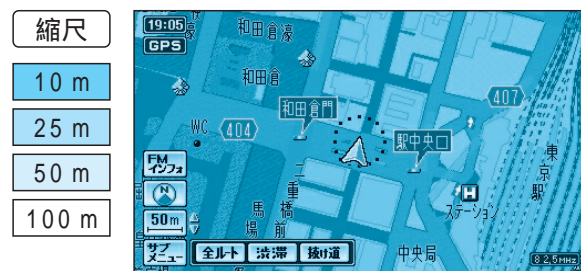 縮尺
10 m
25 m
50 m
100 m
19:05
GPS
和田倉濠
和田倉
和田倉門
WC
404
407
駅中央口
東京駅
FM
インフォ
N
二重橋前
馬場
50m
サブ
メニュー
全ルート
渋滞
抜け道
中央局
H
ステーション
82.5MHz